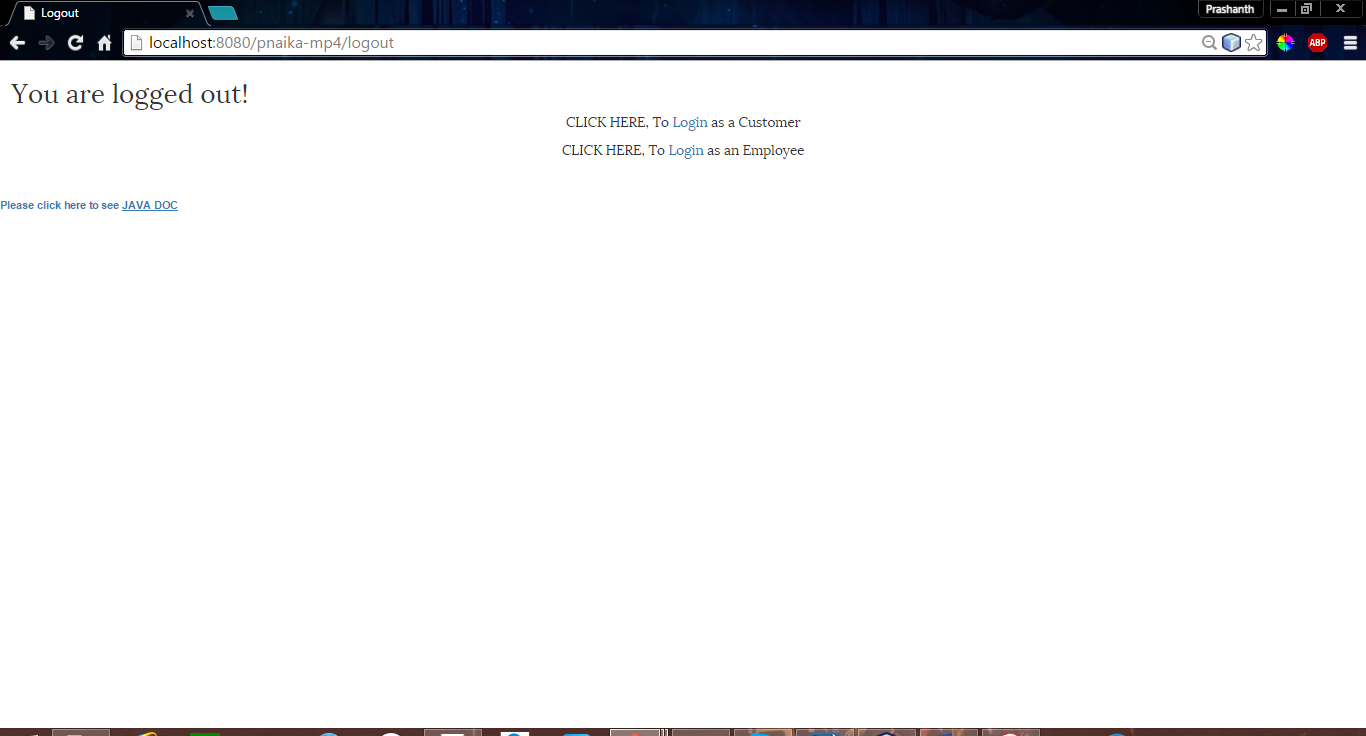 Logout
Prashanth
localhost:8080/pnaika-mp4/logout
ABP
You are logged out!
CLICK HERE, To Login as a Customer
CLICK HERE, To Login as an Employee
Please click here to see JAVA DOC